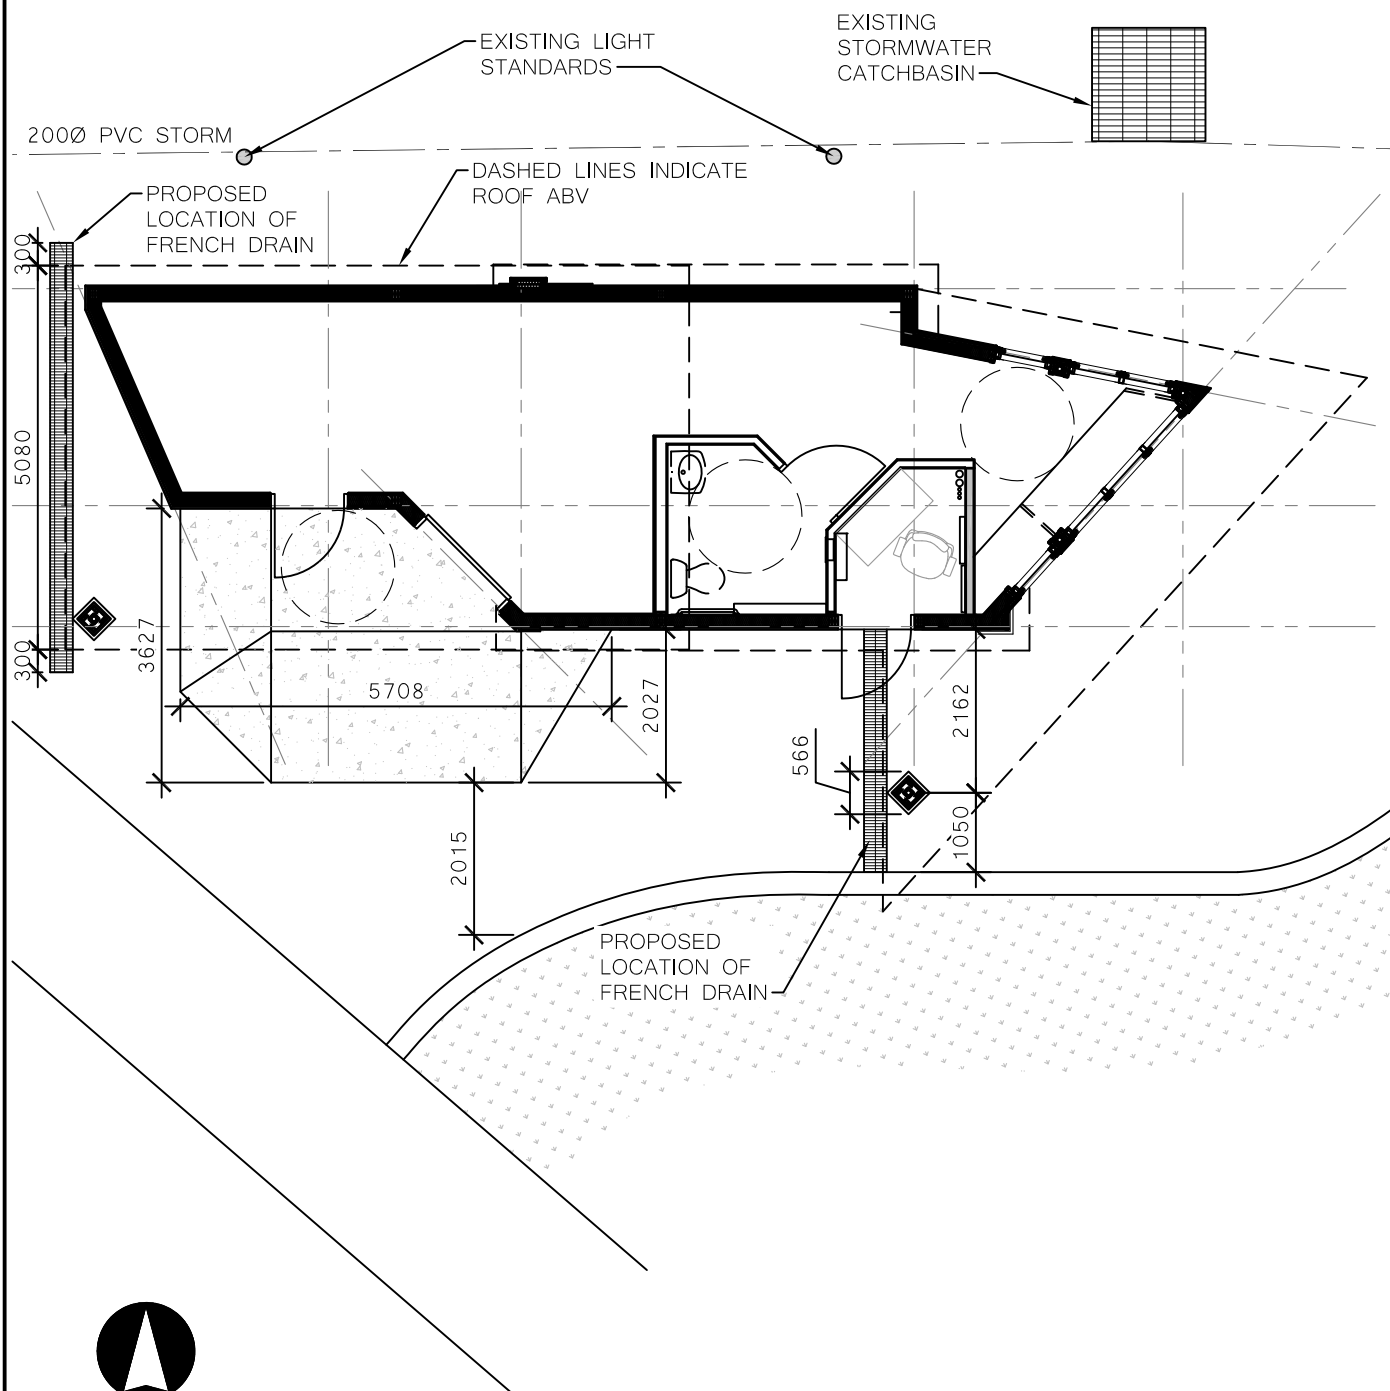 EXISTING LIGHT
STANDARDS
EXISTING
STORMWATER
CATCHBASIN
200Ø PVC STORM
DASHED LINES INDICATE
ROOF ABV
PROPOSED
LOCATION OF
FRENCH DRAIN
300
5080
300
3627
5708
2027
2162
566
1050
2015
PROPOSED
LOCATION OF
FRENCH DRAIN